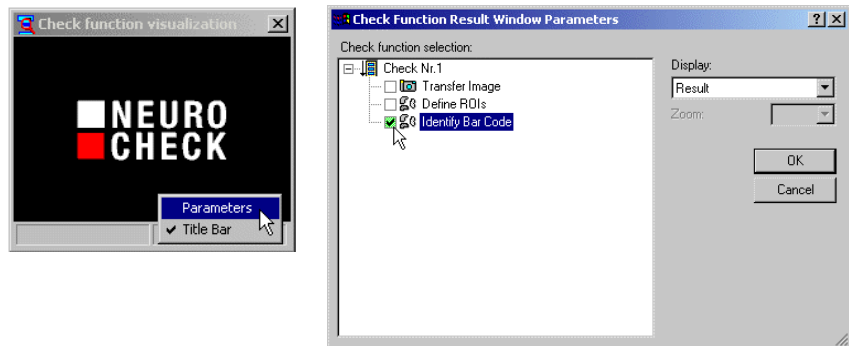 Check function visualization
NEURO
CHECK
Parameters
Title Bar
Check Function Result Window Parameters
Check function selection:
Check Nr.1
Transfer Image
Define ROIs
Identify Bar Code
Display:
Result
Zoom:
OK
Cancel